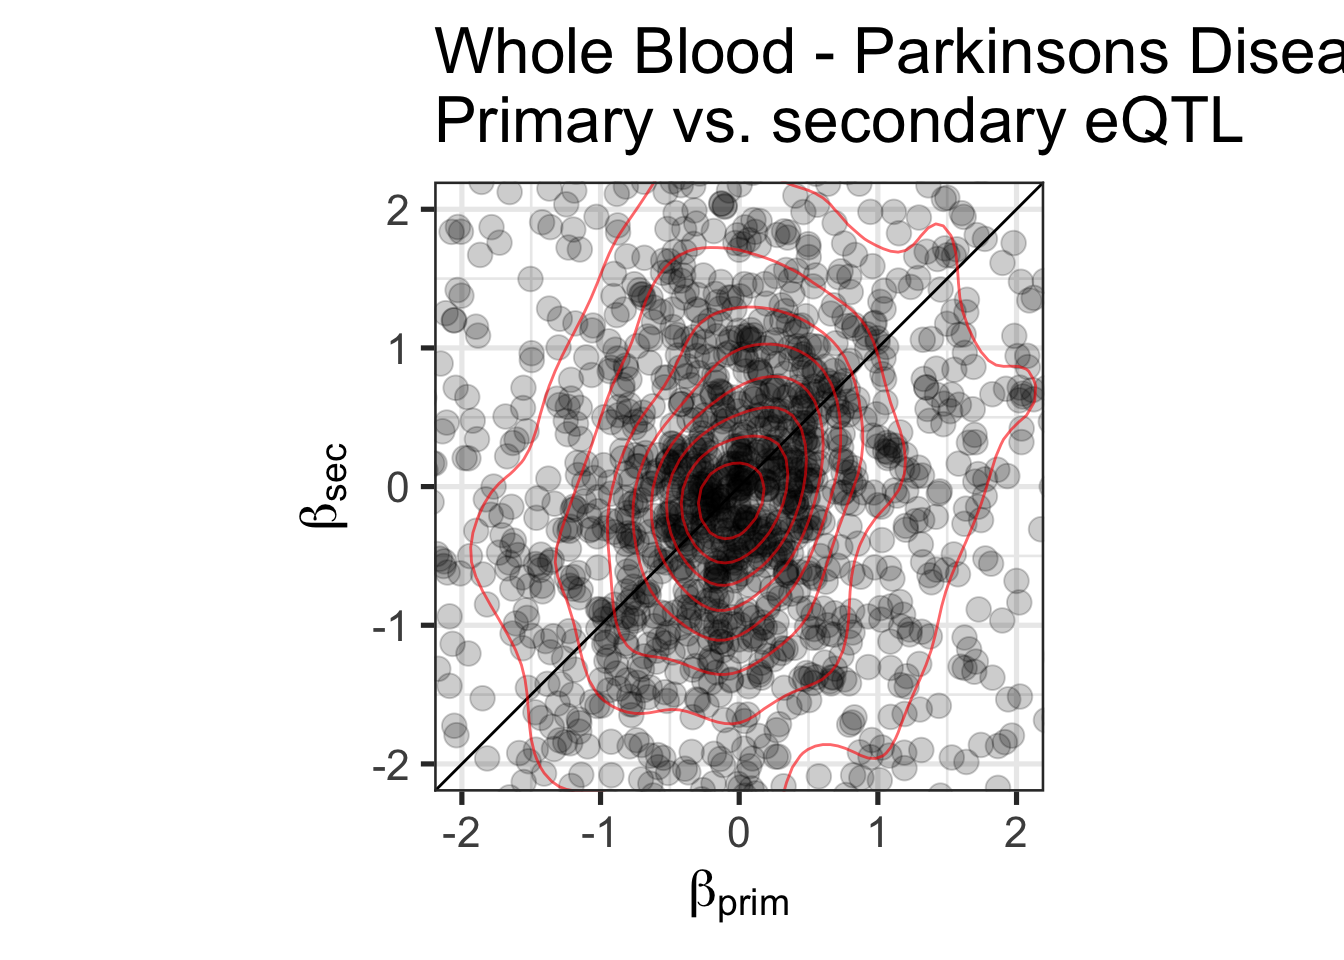 Whole Blood - Parkinsons Disea
Primary vs. secondary eQTL
2
1
0
-1
-2
βsec
-2 -1 0 1 2
βprim